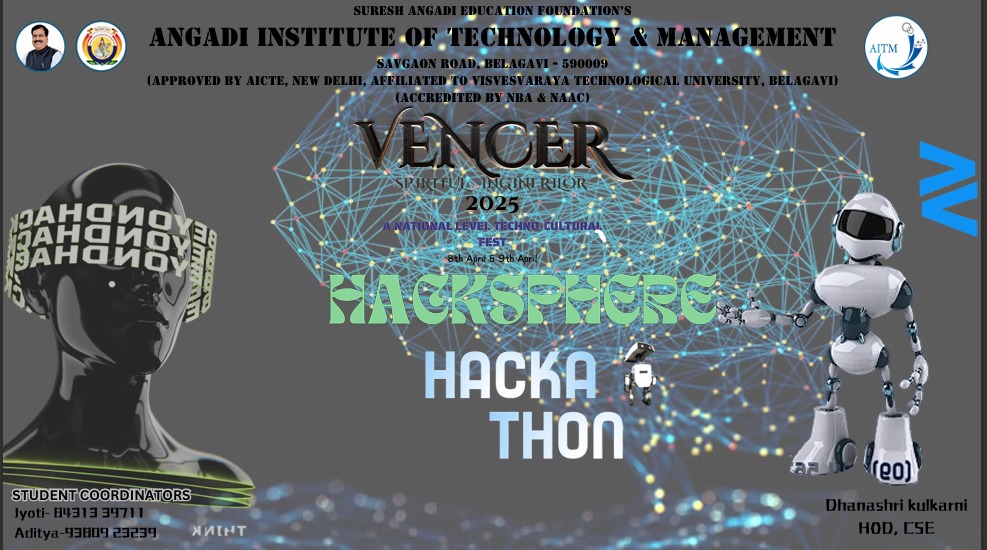 SURESH ANGADI EDUCATION FOUNDATION'S
ANGADI INSTITUTE OF TECHNOLOGY & MANAGEMENT
SAVGAON ROAD, BELAGAVI - 590009
(APPROVED BY AICTE, NEW DELHI, AFFILIATED TO VISVESVARAYA TECHNOLOGICAL UNIVERSITY, BELAGAVI)
(ACCREDITED BY NBA & NAAC)
AITM
VENCER
2025
A NATIONAL LEVEL TECHNO-CULTURAL
FEST
8th April & 9th April
HACKSPHERE
HACKA
THON
STUDENT COORDINATORS
Jyoti- 84313 39711
Aditya-93809 23239
THINK
Dhanashri kulkarni
HOD, CSE